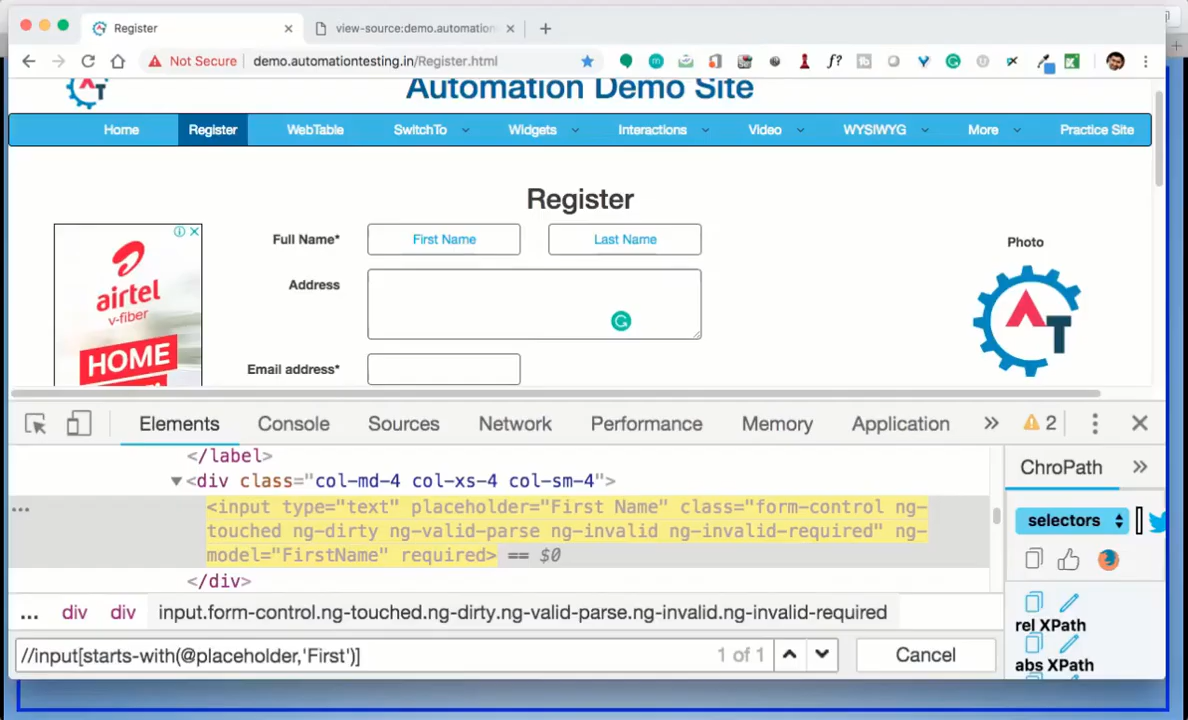 Register
view-source:demo.automation
Not Secure demo.automationtesting.in/Register.html
f?
Automation Demo Site
Home Register WebTable SwitchTo Widgets Interactions Video WYSIWYG More Practice Site
Register
Full Name* First Name Last Name
Photo
Address
Email address*
airtel
v-fiber
HOME
AT
Elements Console Sources Network Performance Memory Application » 2
</label>
<div class="col-md-4 col-xs-4 col-sm-4">
<input type="text" placeholder="First Name" class="form-control ng-
touched ng-dirty ng-valid-parse ng-invalid ng-invalid-required" ng-
model="FirstName" required> == $0
</div>
... div div input.form-control.ng-touched.ng-dirty.ng-valid-parse.ng-invalid.ng-invalid-required
//input[starts-with(@placeholder,'First')] 1 of 1 Cancel
ChroPath »
selectors
rel XPath
abs XPath